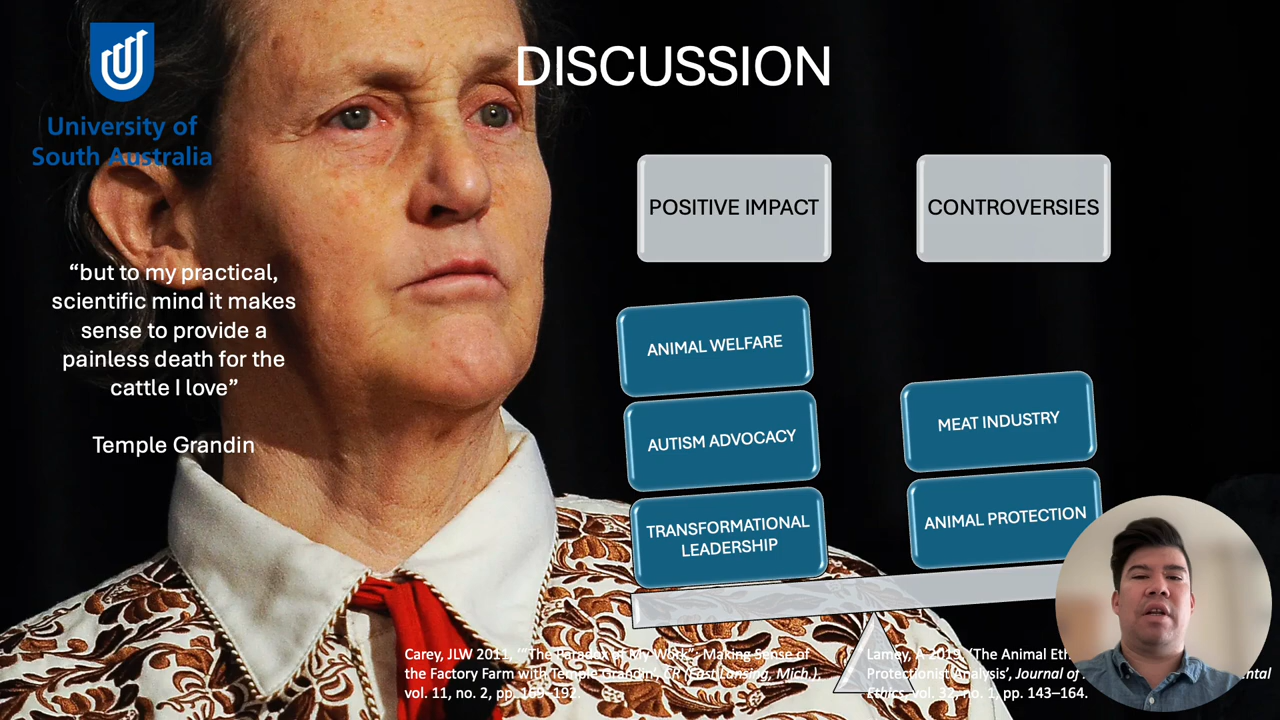 DISCUSSION
University of
South Australia
“but to my practical,
scientific mind it makes
sense to provide a
painless death for the
cattle I love”
Temple Grandin
POSITIVE IMPACT
CONTROVERSIES
ANIMAL WELFARE
AUTISM ADVOCACY
TRANSFORMATIONAL
LEADERSHIP
MEAT INDUSTRY
ANIMAL PROTECTION
Carey, JLW 2011, ‘“The Paradox of My Work”: Making Sense of
the Factory Farm with Temple Grandin’, CR (East Lansing, Mich.),
vol. 11, no. 2, pp. 169–192.
Lamey, A 2019, ‘The Animal
Protectionist Analysis’, Journal of
Ethics, vol. 32, no. 1, pp. 143–164.